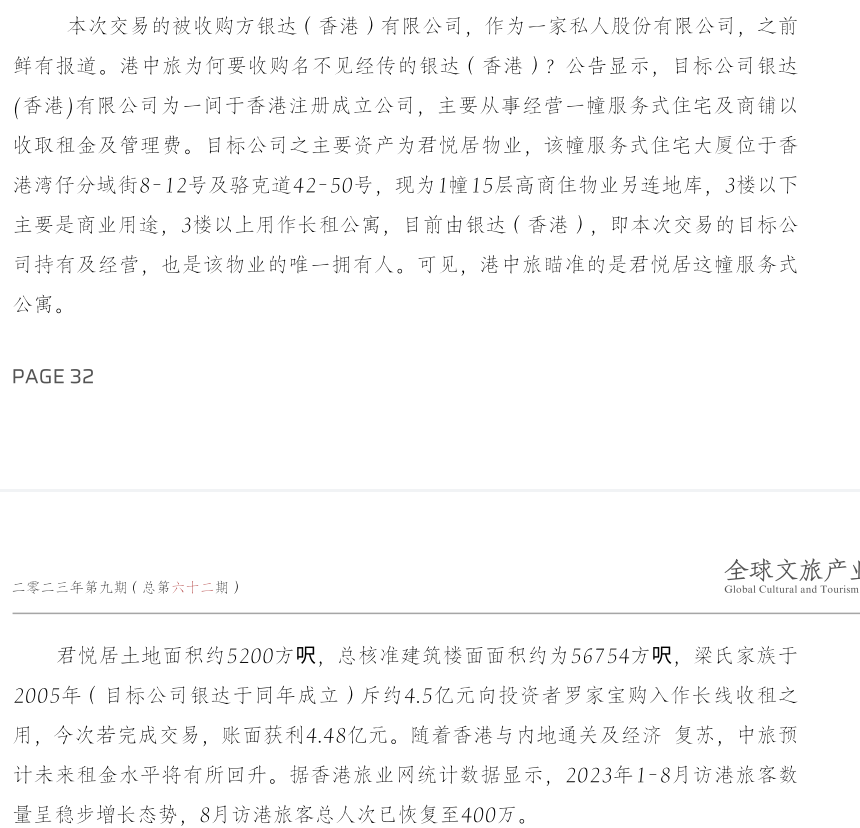 本次交易的被收购方银达（香港）有限公司，作为一家私人股份有限公司，之前
鲜有报道。港中旅为何要收购名不见经传的银达（香港）？公告显示，目标公司银达
(香港)有限公司为一间于香港注册成立公司，主要从事经营一幢服务式住宅及商铺以
收取租金及管理费。目标公司之主要资产为君悦居物业，该幢服务式住宅大厦位于香
港湾仔分域街8-12号及骆克道42-50号，现为1幢15层高商住物业另连地库，3楼以下
主要是商业用途，3楼以上用作长租公寓，目前由银达（香港），即本次交易的目标公
司持有及经营，也是该物业的唯一拥有人。可见，港中旅瞄准的是君悦居这幢服务式
公寓。
PAGE 32
二零二三年第九期（总第六十二期）
全球文旅产业
Global Cultural and Tourism
君悦居土地面积约5200方呎，总核准建筑楼面面积约为56754方呎，梁氏家族于
2005年（目标公司银达于同年成立）斥约4.5亿元向投资者罗家宝购入作长线收租之
用，今次若完成交易，账面获利4.48亿元。随着香港与内地通关及经济 复苏，中旅预
计未来租金水平将有所回升。据香港旅业网统计数据显示，2023年1-8月访港旅客数
量呈稳步增长态势，8月访港旅客总人次已恢复至400万。